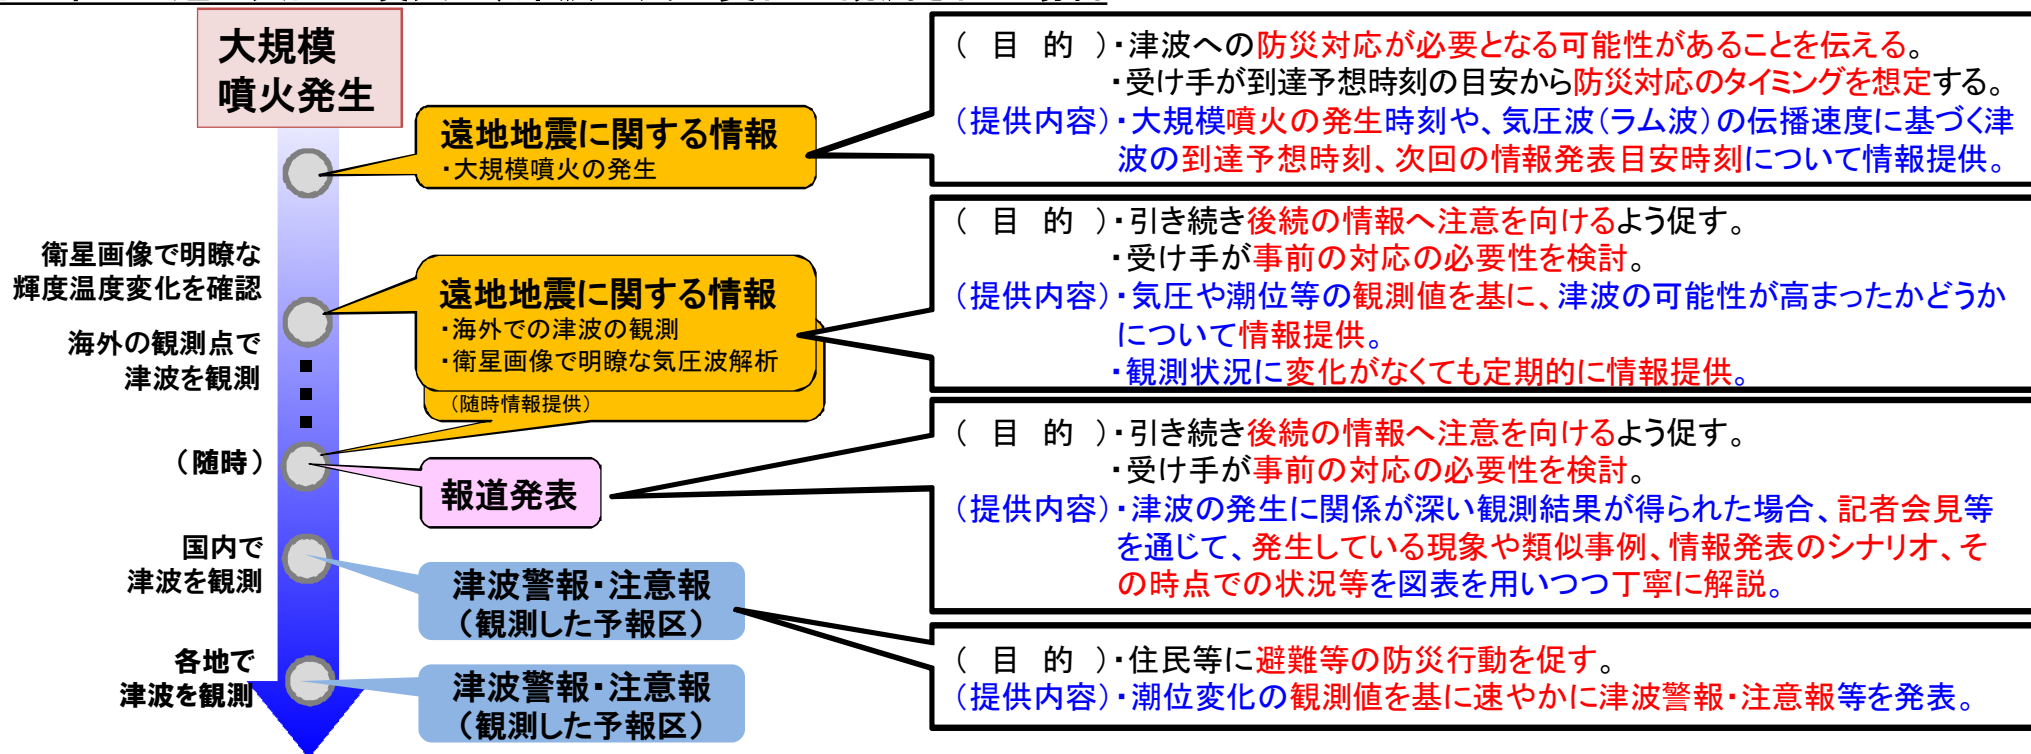 大規模
噴火発生
遠地地震に関する情報
・大規模噴火の発生
(　目　的　)・津波への防災対応が必要となる可能性があることを伝える。
・受け手が到達予想時刻の目安から防災対応のタイミングを想定する。
(提供内容)・大規模噴火の発生時刻や、気圧波(ラム波)の伝播速度に基づく津
波の到達予想時刻、次回の情報発表目安時刻について情報提供。
衛星画像で明瞭な
輝度温度変化を確認
海外の観測点で
津波を観測
遠地地震に関する情報
・海外での津波の観測
・衛星画像で明瞭な気圧波解析
(随時情報提供)
(　目　的　)・引き続き後続の情報へ注意を向けるよう促す。
・受け手が事前の対応の必要性を検討。
(提供内容)・気圧や潮位等の観測値を基に、津波の可能性が高まったかどうか
について情報提供。
・観測状況に変化がなくても定期的に情報提供。
(随時)
報道発表
(　目　的　)・引き続き後続の情報へ注意を向けるよう促す。
・受け手が事前の対応の必要性を検討。
(提供内容)・津波の発生に関係が深い観測結果が得られた場合、記者会見等
を通じて、発生している現象や類似事例、情報発表のシナリオ、そ
の時点での状況等を図表を用いつつ丁寧に解説。
国内で
津波を観測
津波警報・注意報
(観測した予報区)
各地で
津波を観測
津波警報・注意報
(観測した予報区)
(　目　的　)・住民等に避難等の防災行動を促す。
(提供内容)・潮位変化の観測値を基に速やかに津波警報・注意報等を発表。